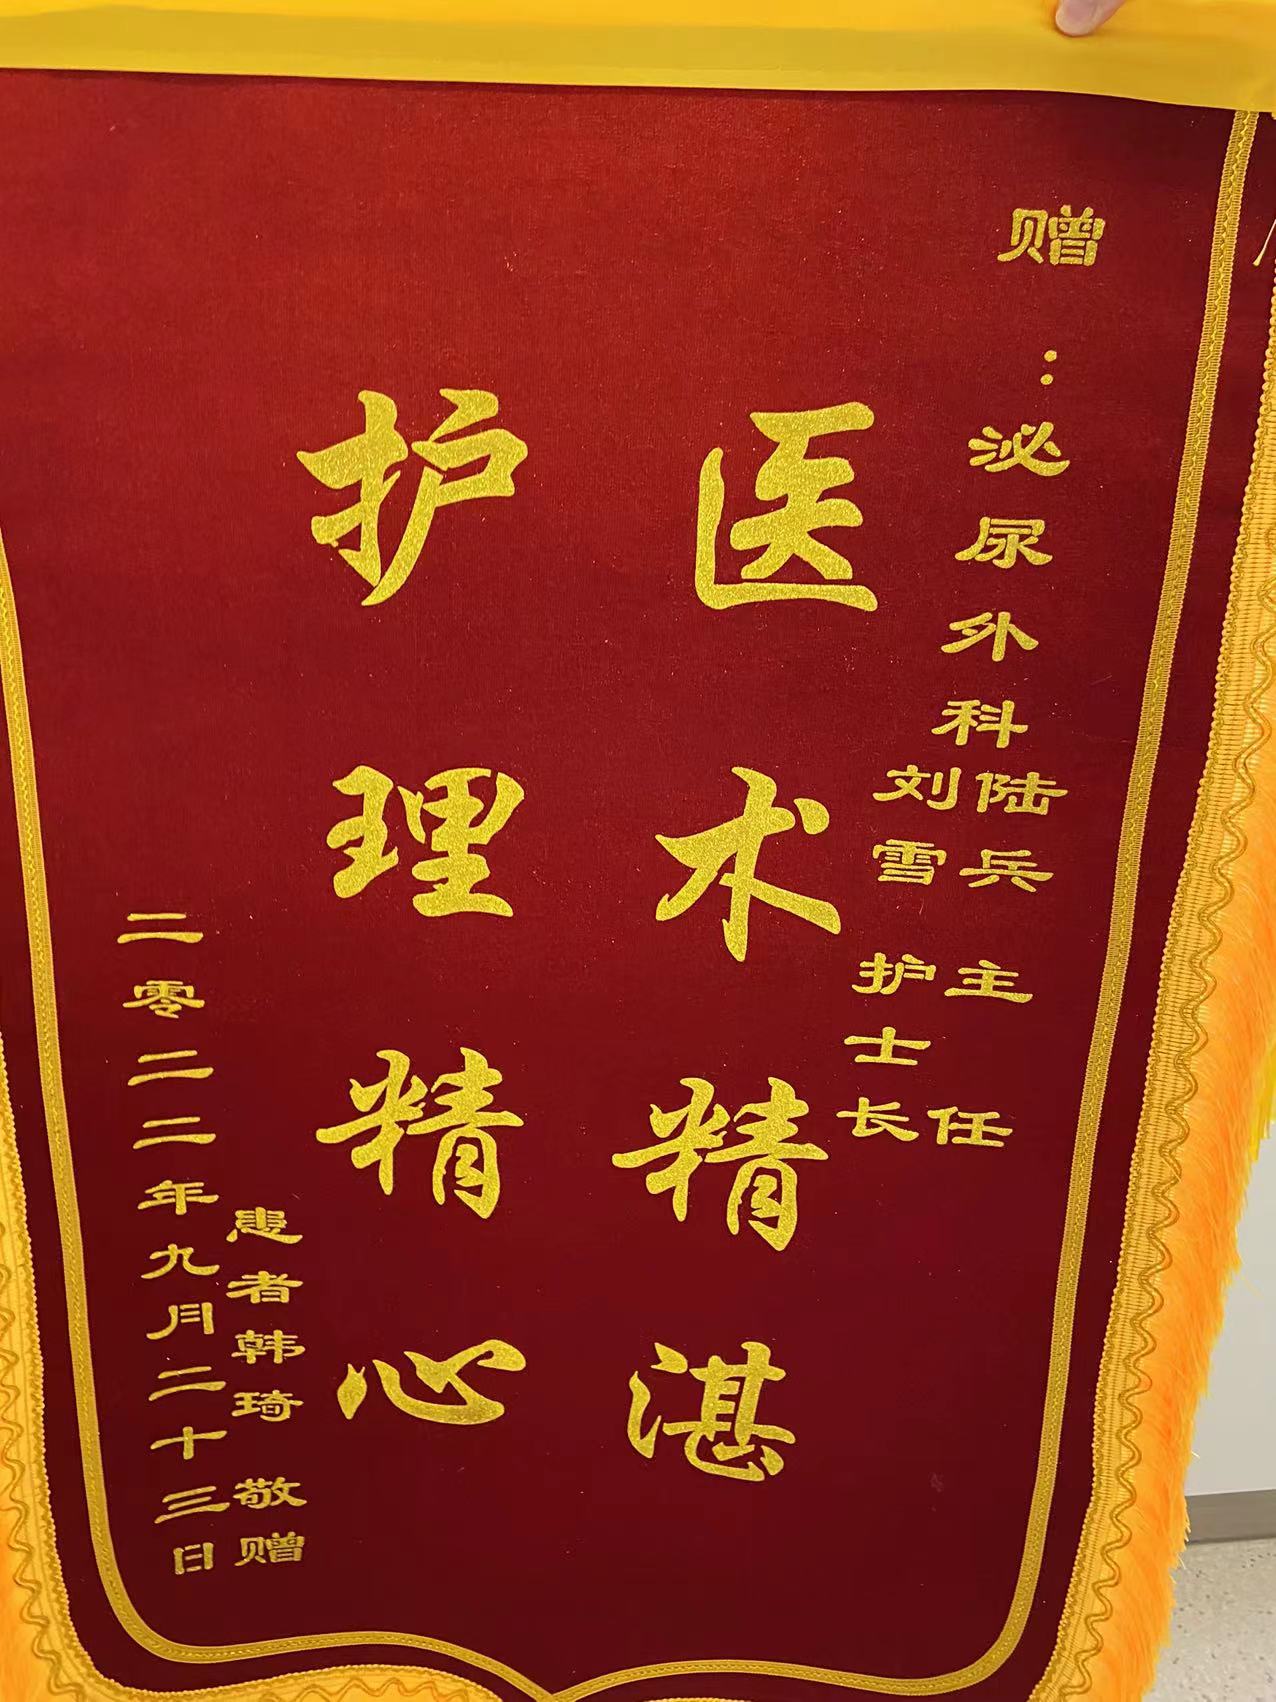 赠：泌尿外科陆兵 主任
刘雪 护士长
医术精湛
护理精心
患者韩琦 敬赠
二零二二年九月二十三日